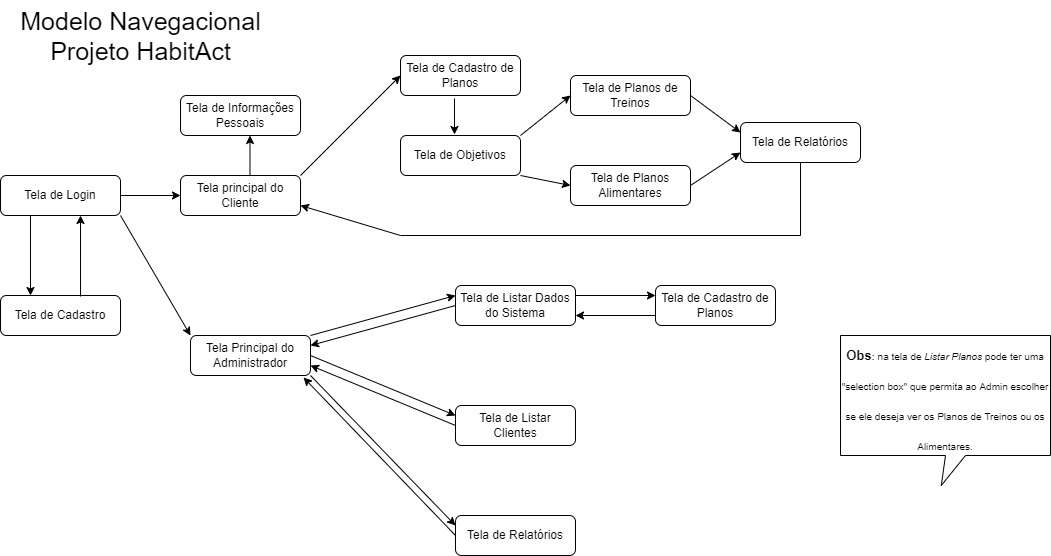 Modelo Navegacional
Projeto HabitAct
Tela de Cadastro de
Planos
Tela de Informações
Pessoais
Tela de Planos de
Treinos
Tela de Objetivos
Tela de Relatórios
Tela de Login
Tela principal do
Cliente
Tela de Planos
Alimentares
Tela de Cadastro
Tela de Listar Dados
do Sistema
Tela de Cadastro de
Planos
Tela Principal do
Administrador
Tela de Listar
Clientes
Tela de Relatórios
Obs: na tela de Listar Planos pode ter uma
"selection box" que permita ao Admin escolher
se ele deseja ver os Planos de Treinos ou os
Alimentares.